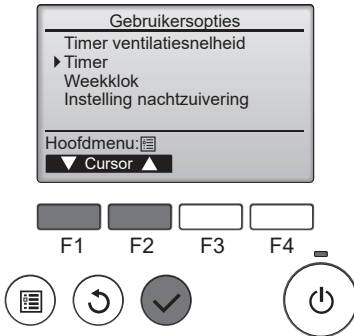 Gebruikersopties
Timer ventilatiesnelheid
Timer
Weekklok
Instelling nachtzuivering
Hoofdmenu:
Cursor
F1 F2 F3 F4